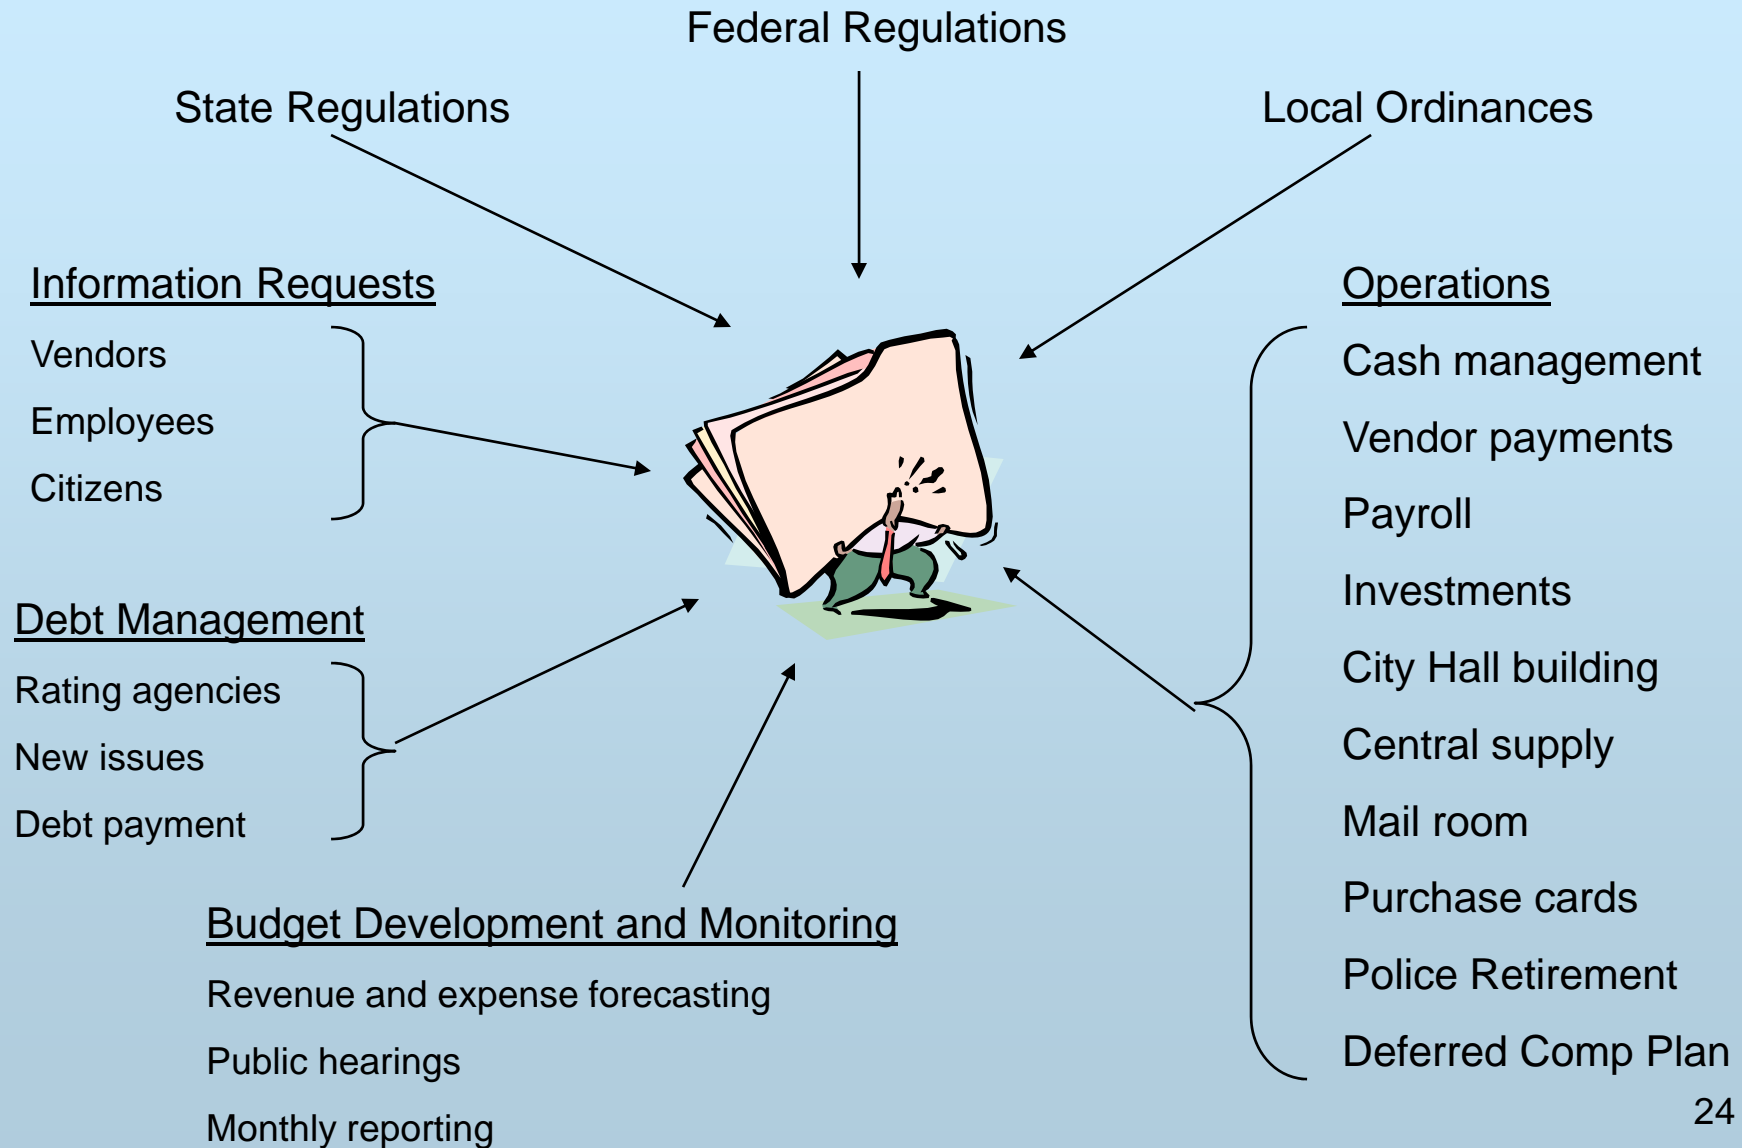 Federal Regulations
State Regulations
Local Ordinances
Information Requests
Vendors
Employees
Citizens
Debt Management
Rating agencies
New issues
Debt payment
Budget Development and Monitoring
Revenue and expense forecasting
Public hearings
Monthly reporting
Operations
Cash management
Vendor payments
Payroll
Investments
City Hall building
Central supply
Mail room
Purchase cards
Police Retirement
Deferred Comp Plan
24